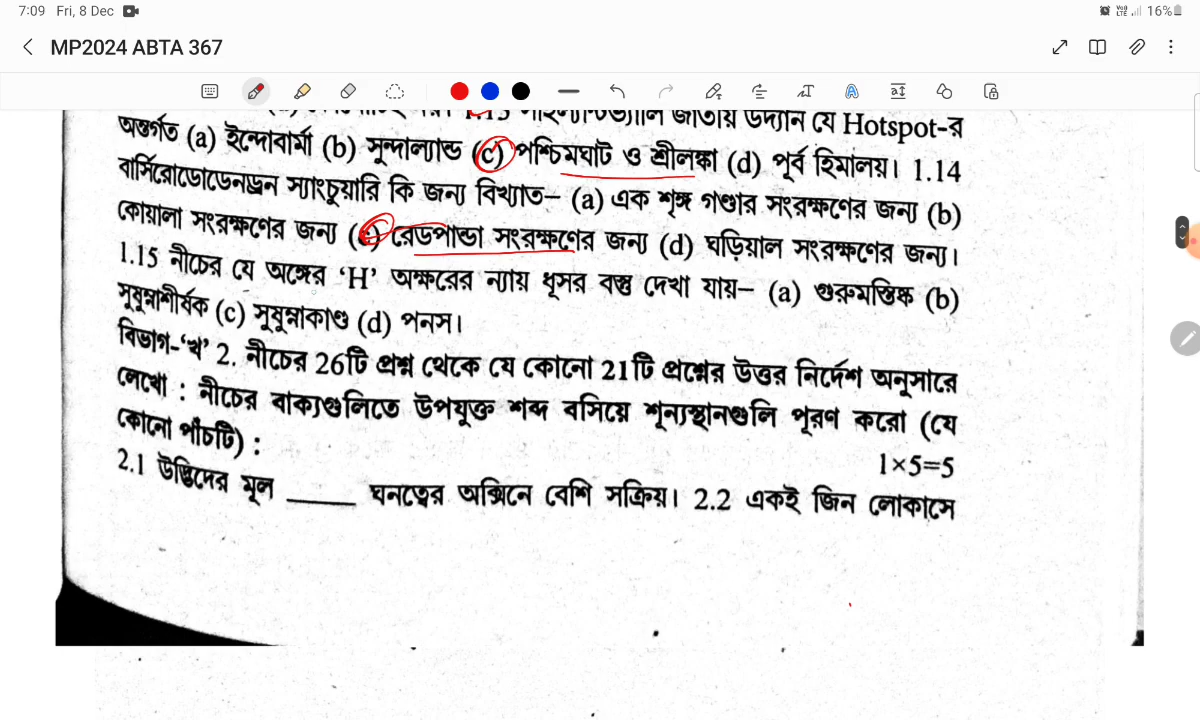 7:09 Fri, 8 Dec
16%
MP2024 ABTA 367
জাতীয় উদ্যান যে Hotspot-র
অন্তর্গত (a) ইন্দোবার্মা (b) সুন্দাল্যান্ড (c) পশ্চিমঘাট ও শ্রীলঙ্কা (d) পূর্ব হিমালয়। 1.14
বার্সিরোডোডেনড্রন স্যাংচুয়ারি কি জন্য বিখ্যাত– (a) এক শৃঙ্গ গণ্ডার সংরক্ষণের জন্য (b)
কোয়ালা সংরক্ষণের জন্য (c) রেডপান্ডা সংরক্ষণের জন্য (d) ঘড়িয়াল সংরক্ষণের জন্য।
1.15 নীচের যে অঙ্গের ‘H’ অক্ষরের ন্যায় ধূসর বস্তু দেখা যায়– (a) গুরুমস্তিষ্ক (b)
সুষুম্নাশীর্ষক (c) সুষুম্নাকাণ্ড (d) পনস।
বিভাগ-‘খ’ 2. নীচের 26টি প্রশ্ন থেকে যে কোনো 21টি প্রশ্নের উত্তর নির্দেশ অনুসারে
লেখো : নীচের বাক্যগুলিতে উপযুক্ত শব্দ বসিয়ে শূন্যস্থানগুলি পূরণ করো (যে
কোনো পাঁচটি) :
1×5=5
2.1 উদ্ভিদের মূল _____ ঘনত্বের অক্সিনে বেশি সক্রিয়। 2.2 একই জিন লোকাসে